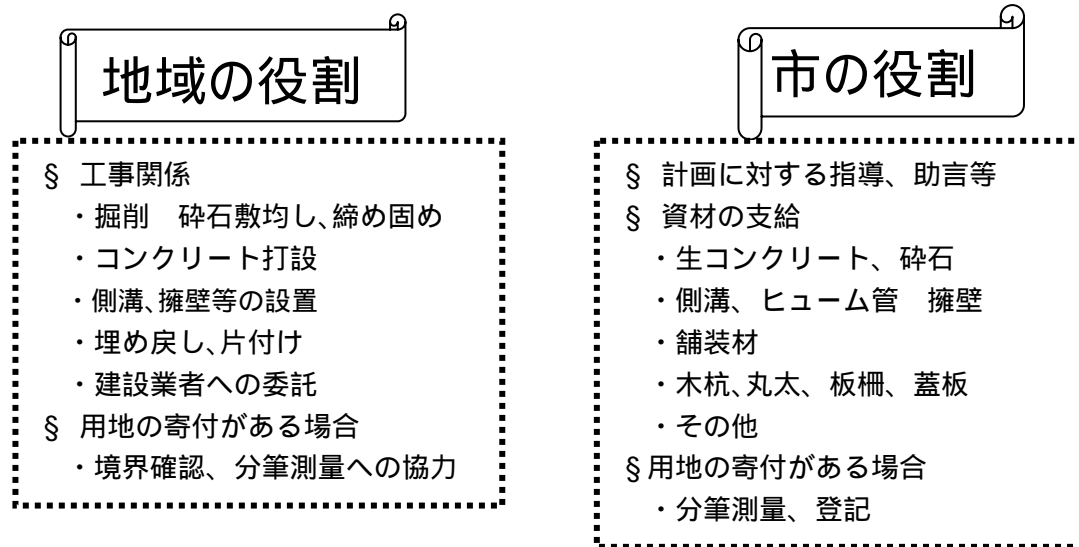 地域の役割
§ 工事関係
・掘削 砕石敷均し、締め固め
・コンクリート打設
・側溝、擁壁等の設置
・埋め戻し、片付け
・建設業者への委託
§ 用地の寄付がある場合
・境界確認、分筆測量への協力
市の役割
§ 計画に対する指導、助言等
§ 資材の支給
・生コンクリート、砕石
・側溝、ヒューム管 擁壁
・舗装材
・木杭、丸太、板柵、蓋板
・その他
§用地の寄付がある場合
・分筆測量、登記